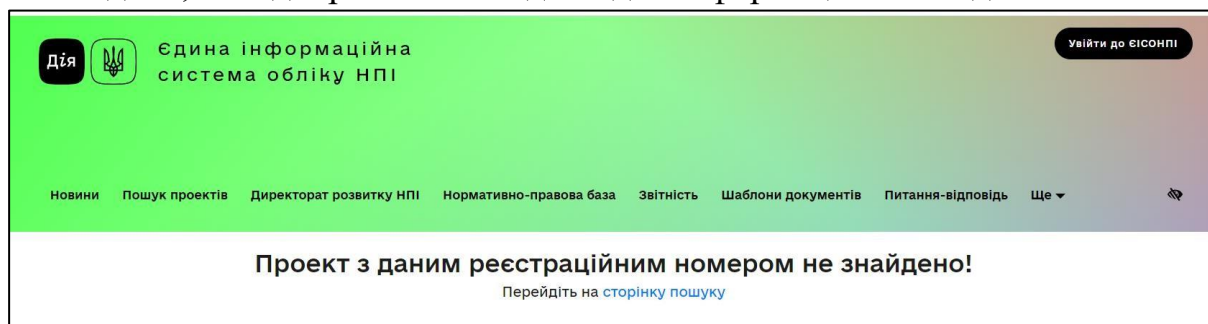 Дія
Єдина інформаційна
система обліку НПІ
Увійти до ЄІСОНПІ
Новини Пошук проектів Директорат розвитку НПІ Нормативно-правова база Звітність Шаблони документів Питання-відповідь Ще
Проект з даним реєстраційним номером не знайдено!
Перейдіть на сторінку пошуку